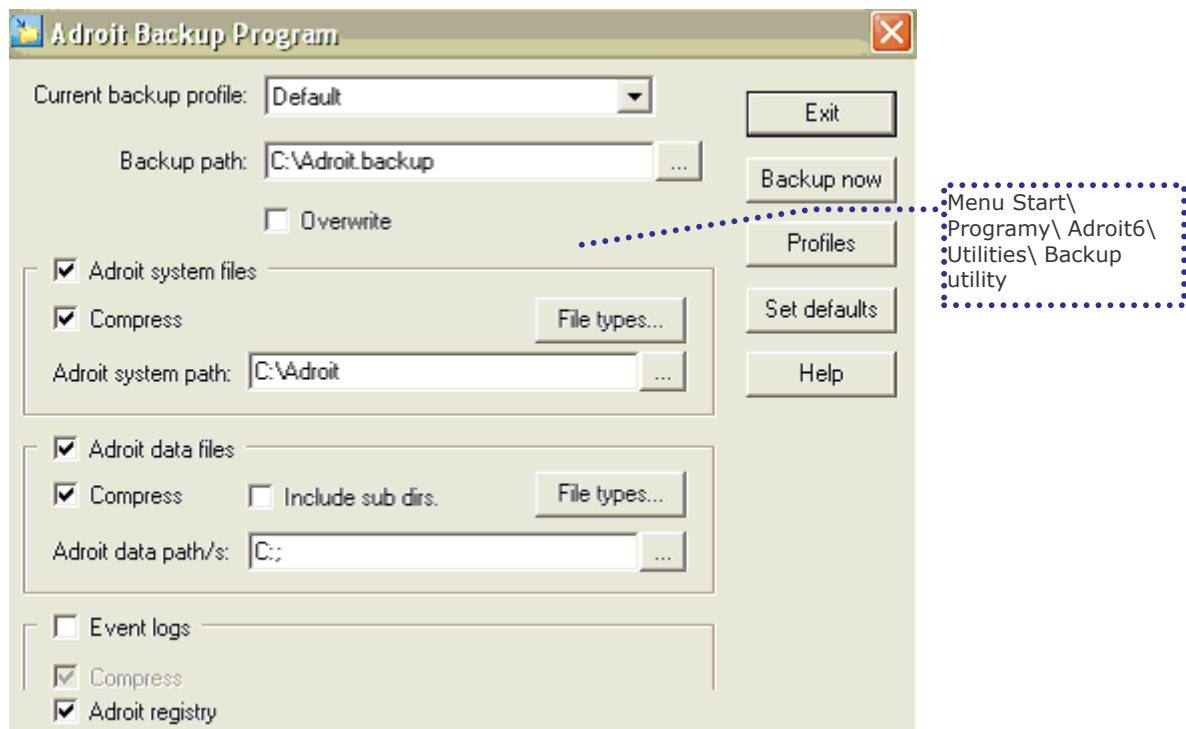 Adroit Backup Program
Current backup profile: Default
Exit
Backup path: C:\Adroit.backup ...
Backup now
Overwrite
Profiles
Menu Start\
Programy\ Adroit6\
Utilities\ Backup
utility
Adroit system files
Compress
File types...
Set defaults
Adroit system path: C:\Adroit ...
Help
Adroit data files
Compress
Include sub dirs.
File types...
Adroit data path/s: C:; ...
Event logs
Compress
Adroit registry